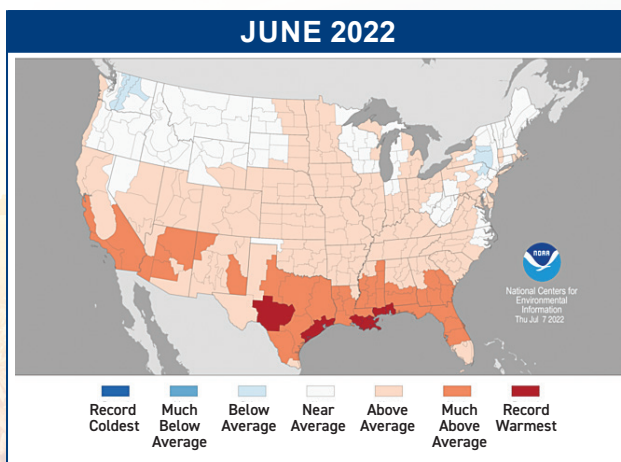 JUNE 2022
NOAA
National Centers for
Environmental
Information
Thu Jul 7 2022
Record
Coldest
Much
Below
Average
Below
Average
Near
Average
Above
Average
Much
Above
Average
Record
Warmest